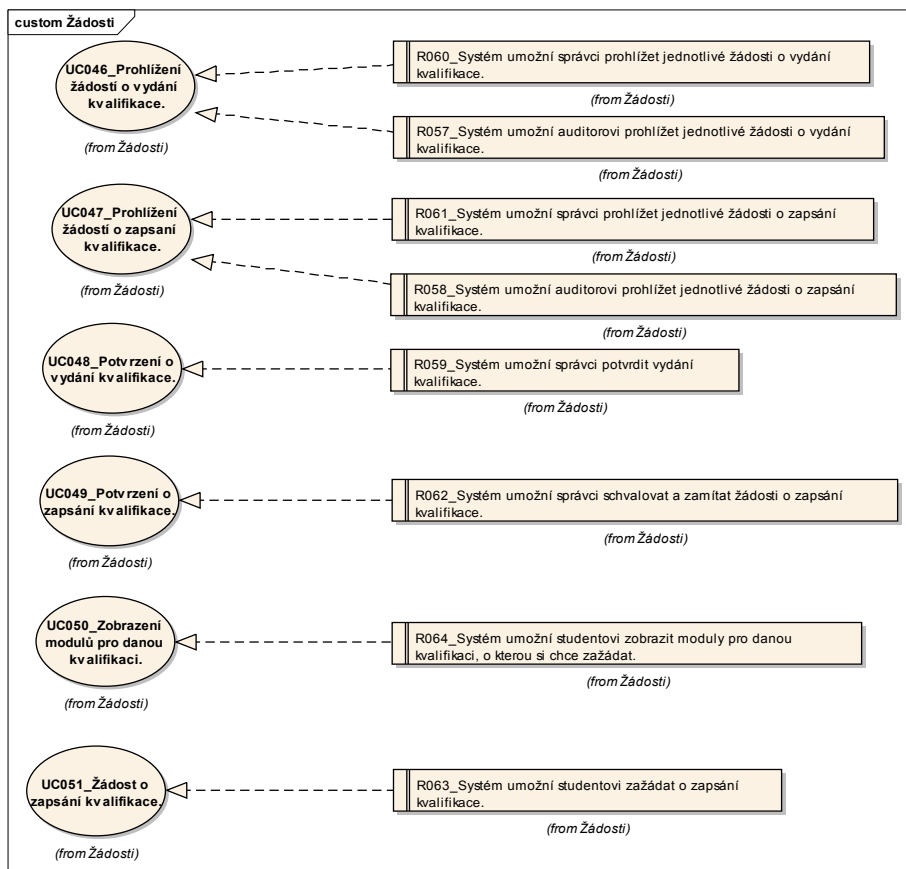 custom Žádosti
UC046_Prohlížení
žádostí o vydání
kvalifikace.
(from Žádosti)
R060_Systém umožní správci prohlížet jednotlivé žádosti o vydání
kvalifikace.
(from Žádosti)
R057_Systém umožní auditorovi prohlížet jednotlivé žádosti o vydání
kvalifikace.
(from Žádosti)
UC047_Prohlížení
žádostí o zapsaní
kvalifikace.
(from Žádosti)
R061_Systém umožní správci prohlížet jednotlivé žádosti o zapsání
kvalifikace.
(from Žádosti)
R058_Systém umožní auditorovi prohlížet jednotlivé žádosti o zapsání
kvalifikace.
(from Žádosti)
UC048_Potvrzení o
vydání kvalifikace.
(from Žádosti)
R059_Systém umožní správci potvrdit vydání
kvalifikace.
(from Žádosti)
UC049_Potvrzení o
zapsání kvalifikace.
(from Žádosti)
R062_Systém umožní správci schvalovat a zamítat žádosti o zapsání
kvalifikace.
(from Žádosti)
UC050_Zobrazení
modulů pro danou
kvalifikaci.
(from Žádosti)
R064_Systém umožní studentovi zobrazit moduly pro danou
kvalifikaci, o kterou si chce zažádat.
(from Žádosti)
UC051_Žádost o
zapsání kvalifikace.
(from Žádosti)
R063_Systém umožní studentovi zažádat o zapsání
kvalifikace.
(from Žádosti)